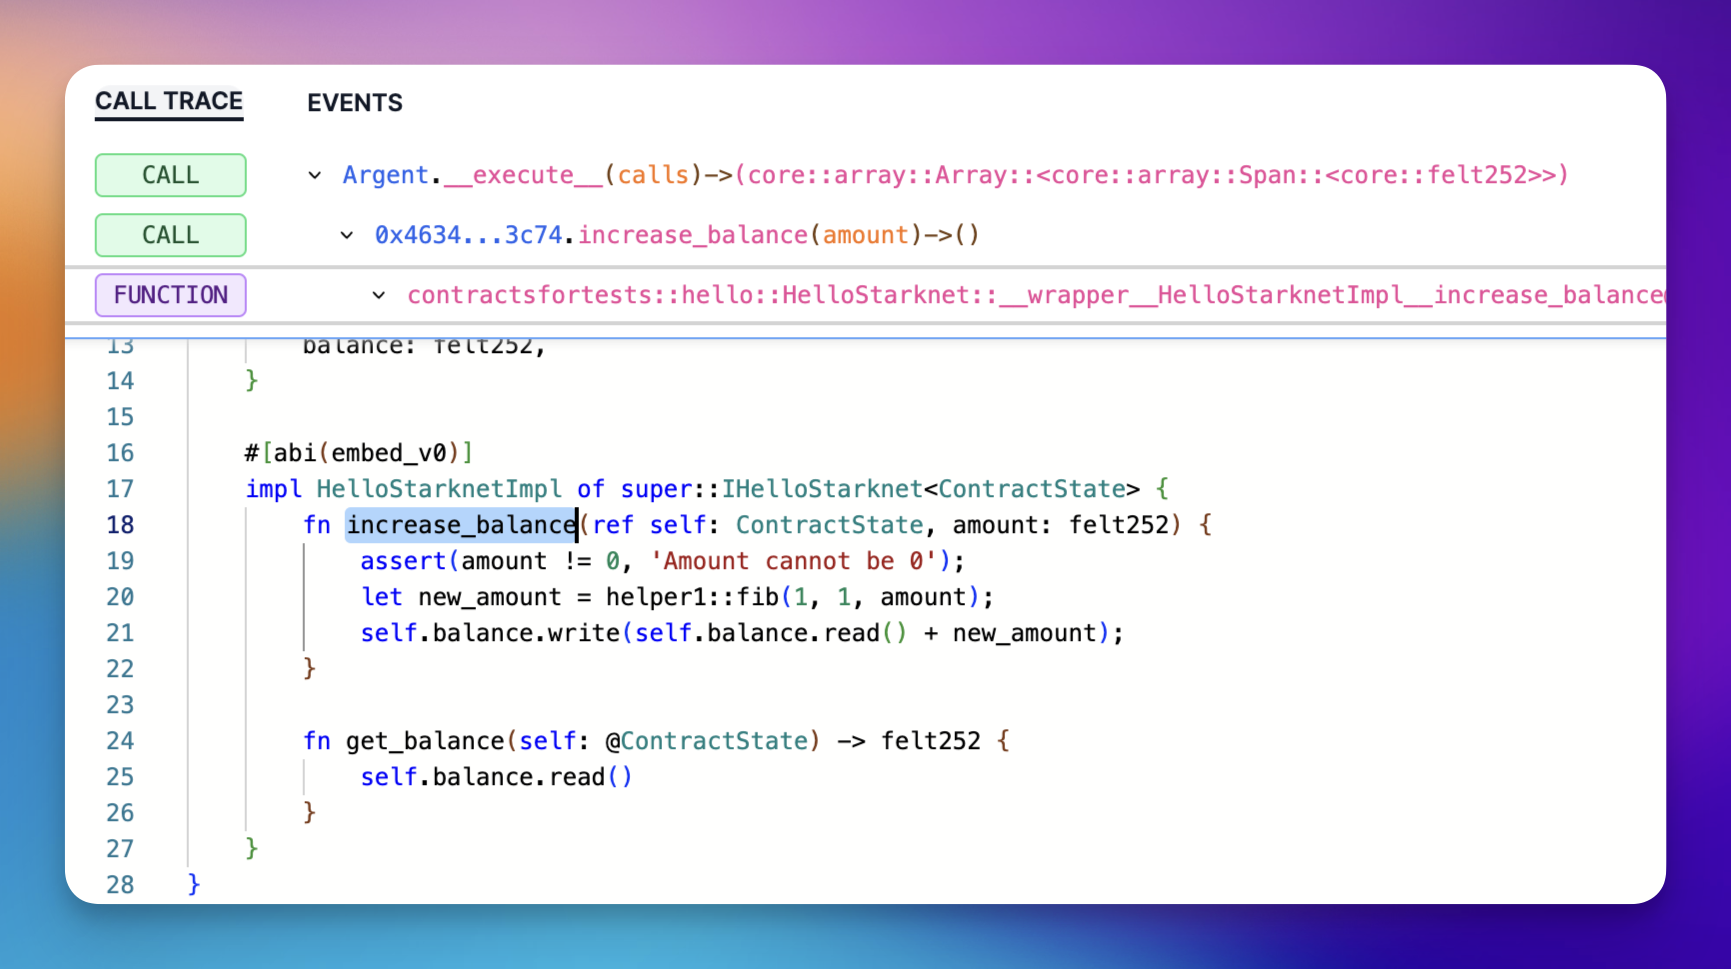 CALL TRACE EVENTS
CALL Argent.__execute__(calls)->(core::array::Array::<core::array::Span::<core::felt252>>)
CALL 0x4634...3c74.increase_balance(amount)->()
FUNCTION contractsfortests::hello::HelloStarknet::__wrapper__HelloStarknetImpl__increase_balance
13 balance: felt252,
14 }
15
16 #[abi(embed_v0)]
17 impl HelloStarknetImpl of super::IHelloStarknet<ContractState> {
18 fn increase_balance(ref self: ContractState, amount: felt252) {
19 assert(amount != 0, 'Amount cannot be 0');
20 let new_amount = helper1::fib(1, 1, amount);
21 self.balance.write(self.balance.read() + new_amount);
22 }
23
24 fn get_balance(self: @ContractState) -> felt252 {
25 self.balance.read()
26 }
27 }
28 }